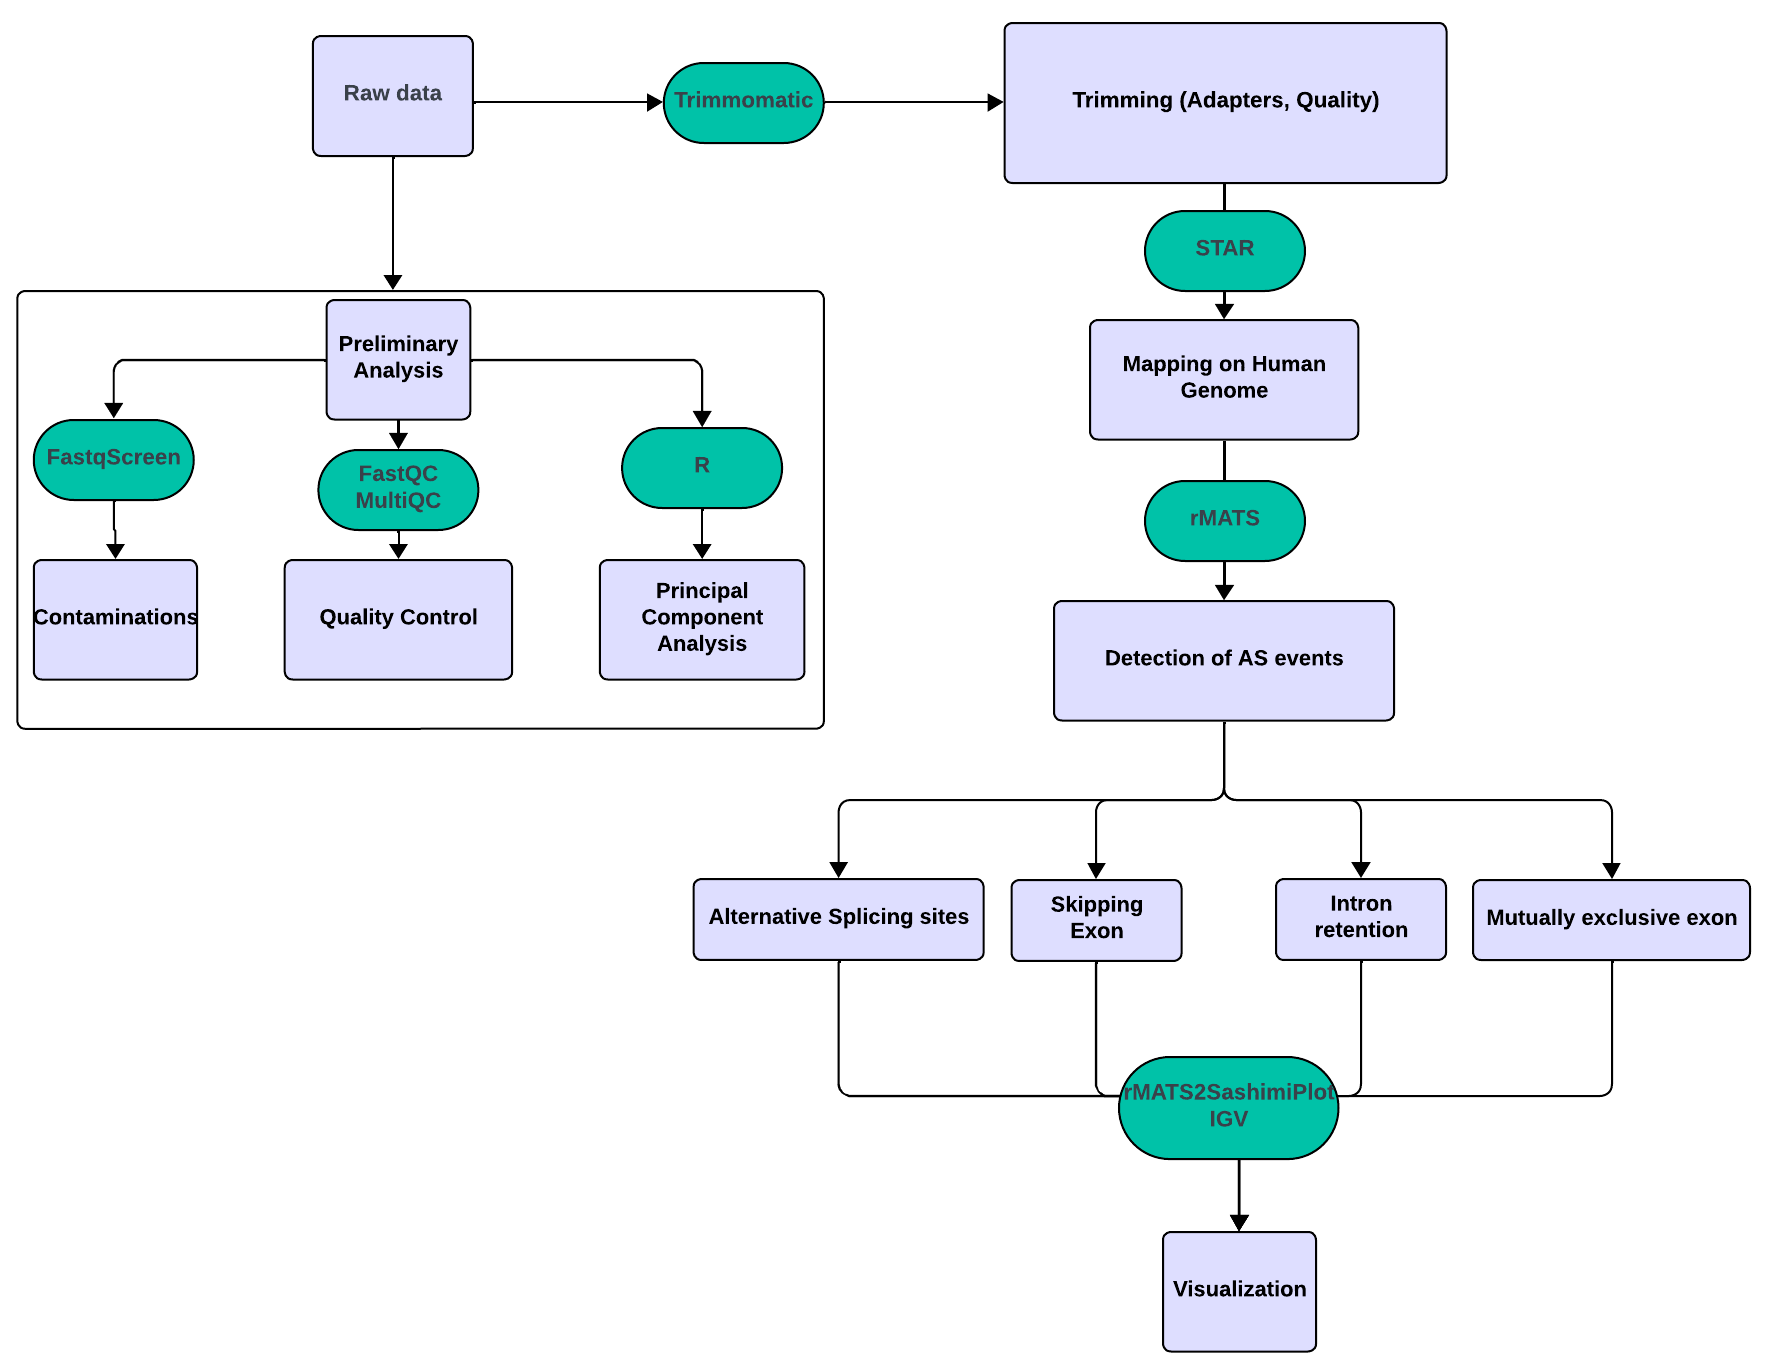 Raw data
Trimmomatic
Trimming (Adapters, Quality)
STAR
Mapping on Human
Genome
rMATS
Detection of AS events
Preliminary
Analysis
FastqScreen
FastQC
MultiQC
R
Contaminations
Quality Control
Principal
Component
Analysis
Alternative Splicing sites
Skipping
Exon
Intron
retention
Mutually exclusive exon
rMATS2SashimiPlot
IGV
Visualization